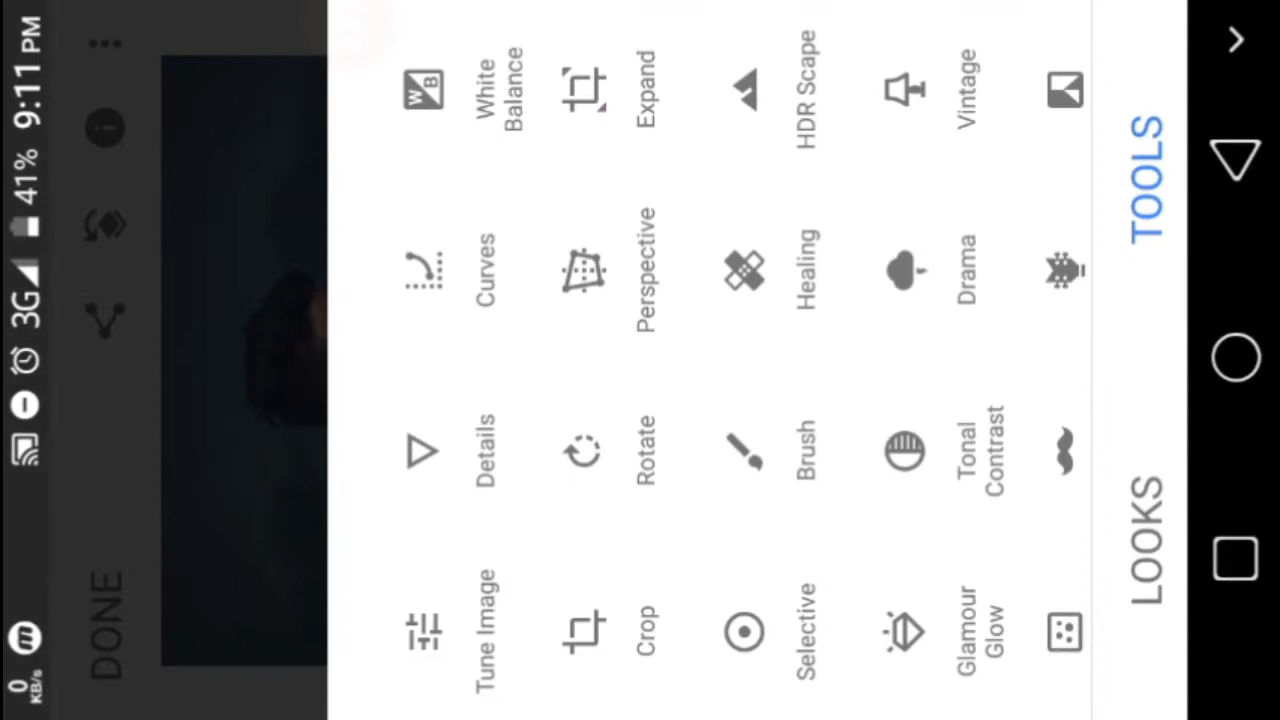 0
KB/s
3G
41%
9:11 PM
DONE
Tune Image
Details
Curves
White
Balance
Crop
Rotate
Perspective
Expand
Selective
Brush
Healing
HDR Scape
Glamour
Glow
Tonal
Contrast
Drama
Vintage
LOOKS
TOOLS